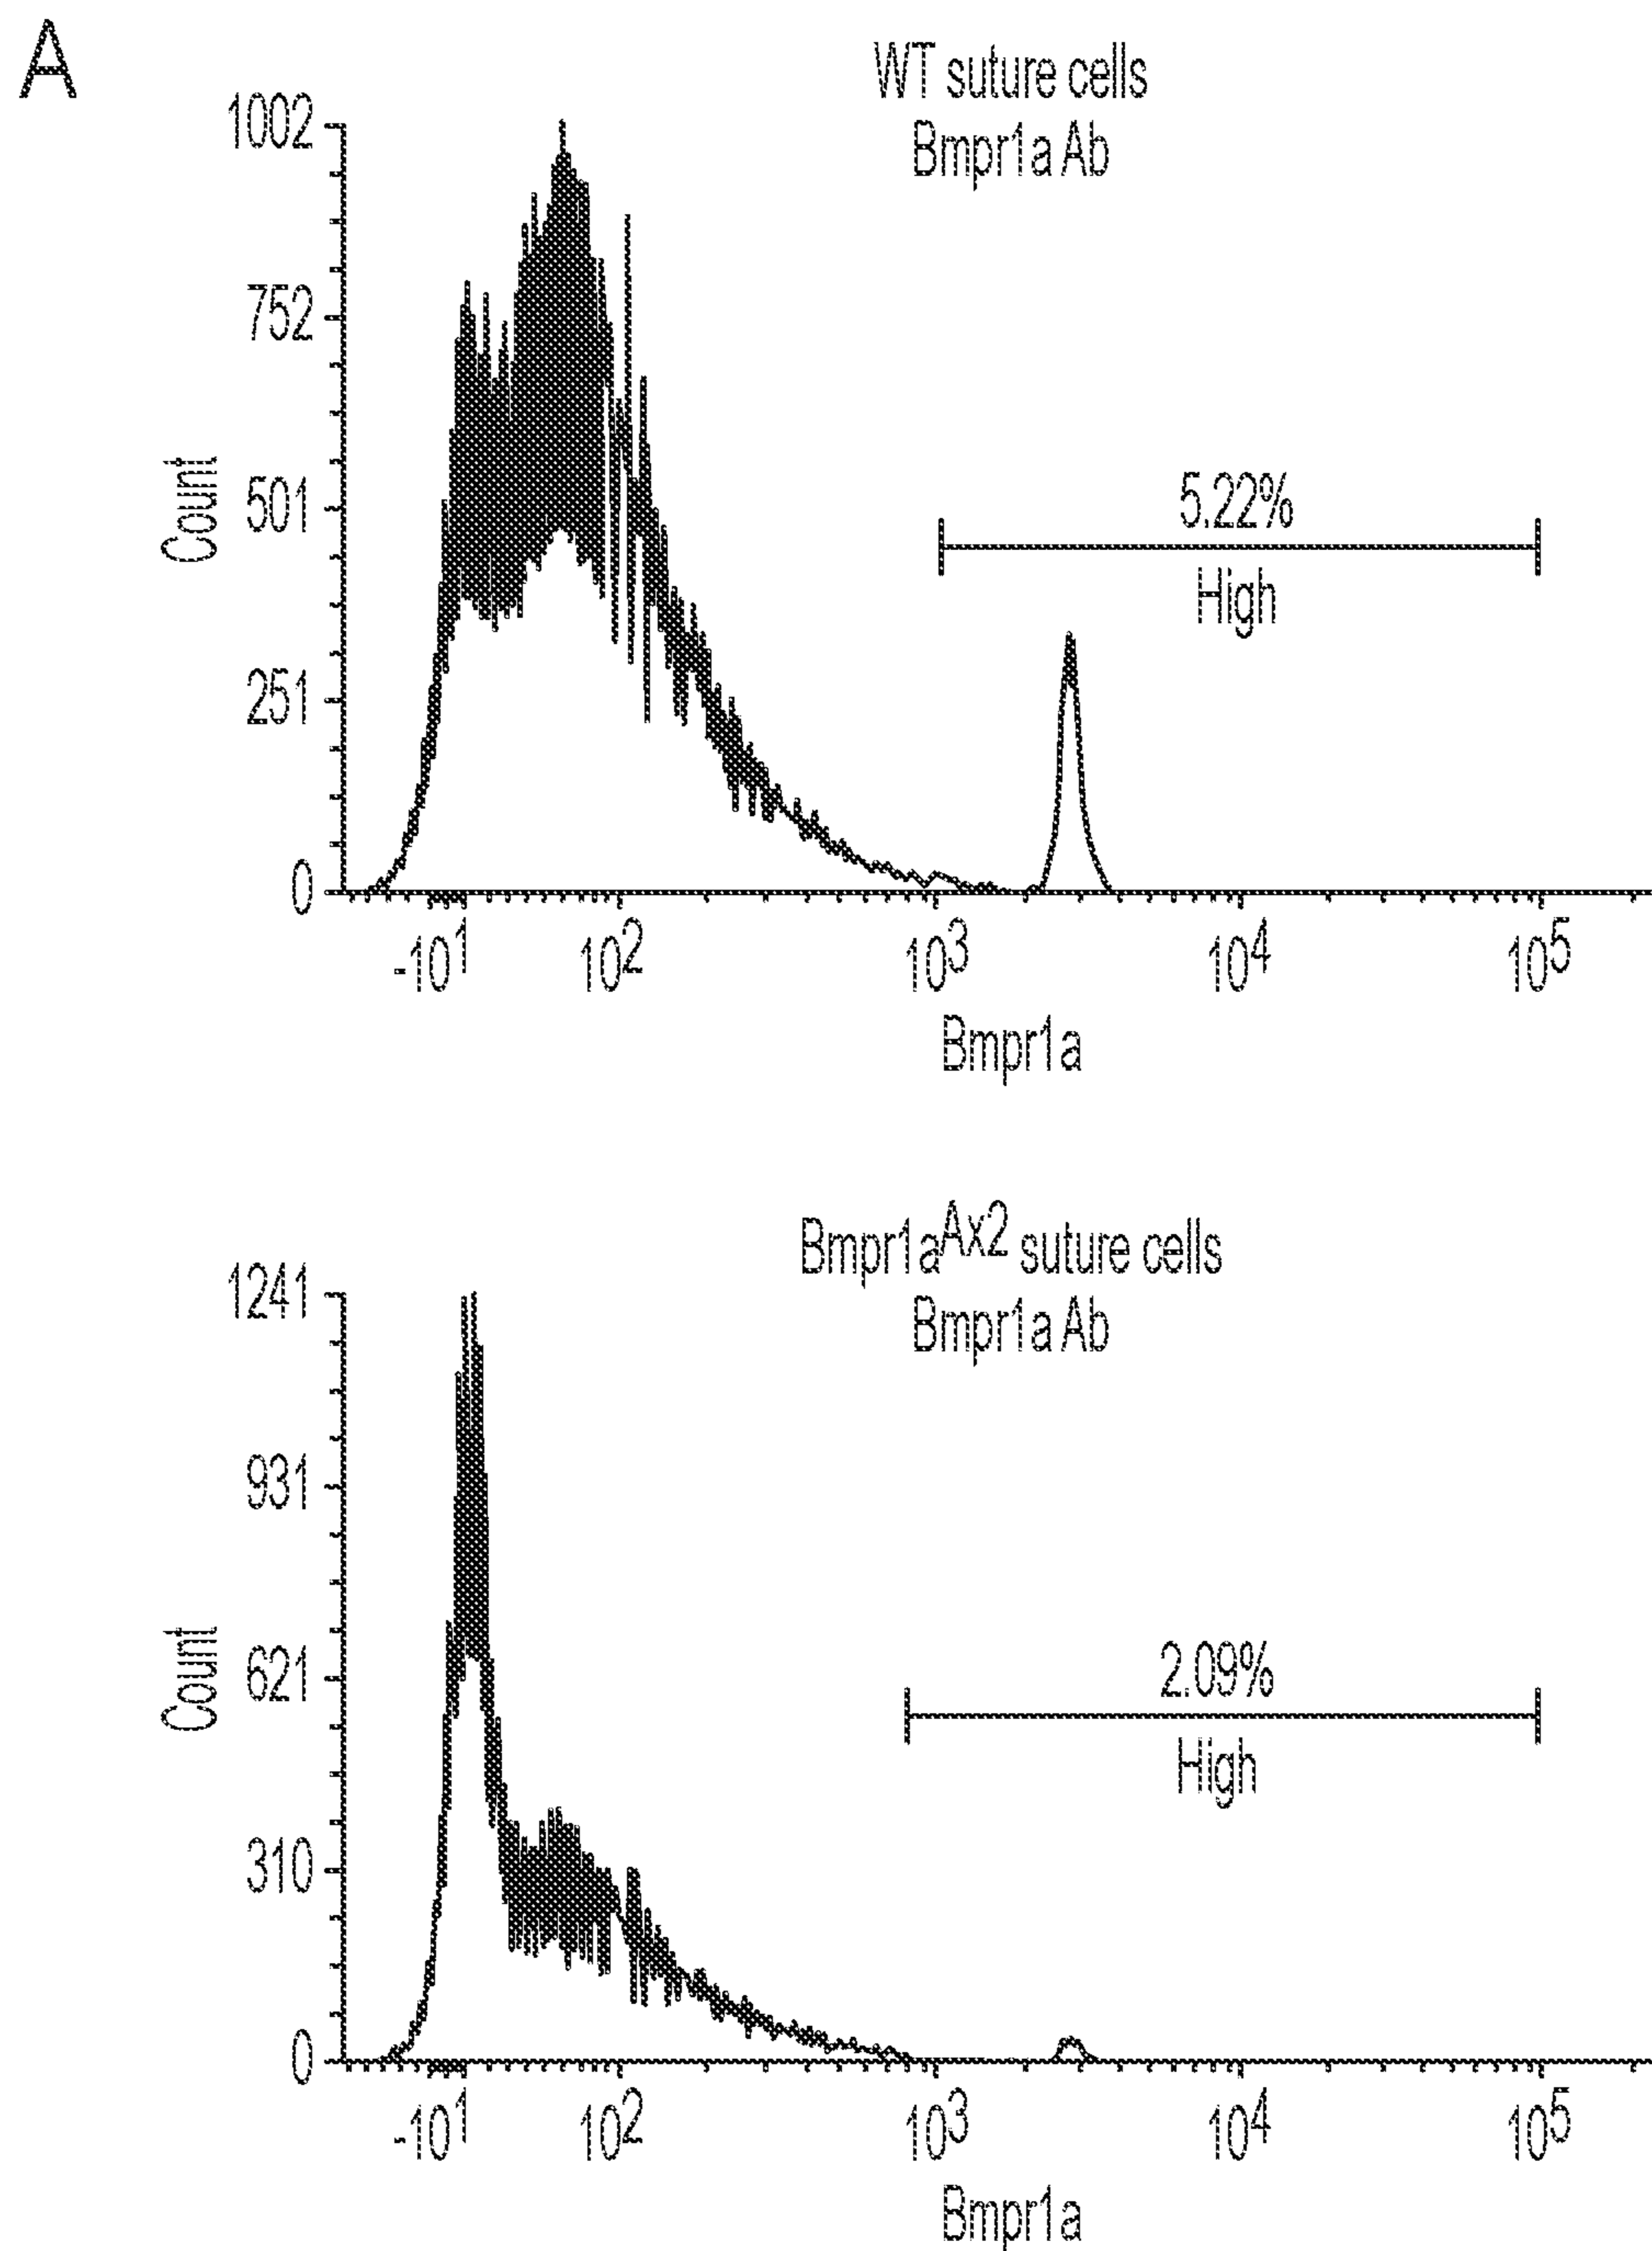 A
WT suture cells
Bmpr1a Ab
1002
752
501
251
0
Count
5.22%
High
-10¹ 10² 10³ 10⁴ 10⁵
Bmpr1a
Bmpr1a^Ax2 suture cells
Bmpr1a Ab
1241
931
621
310
0
Count
2.09%
High
-10¹ 10² 10³ 10⁴ 10⁵
Bmpr1a